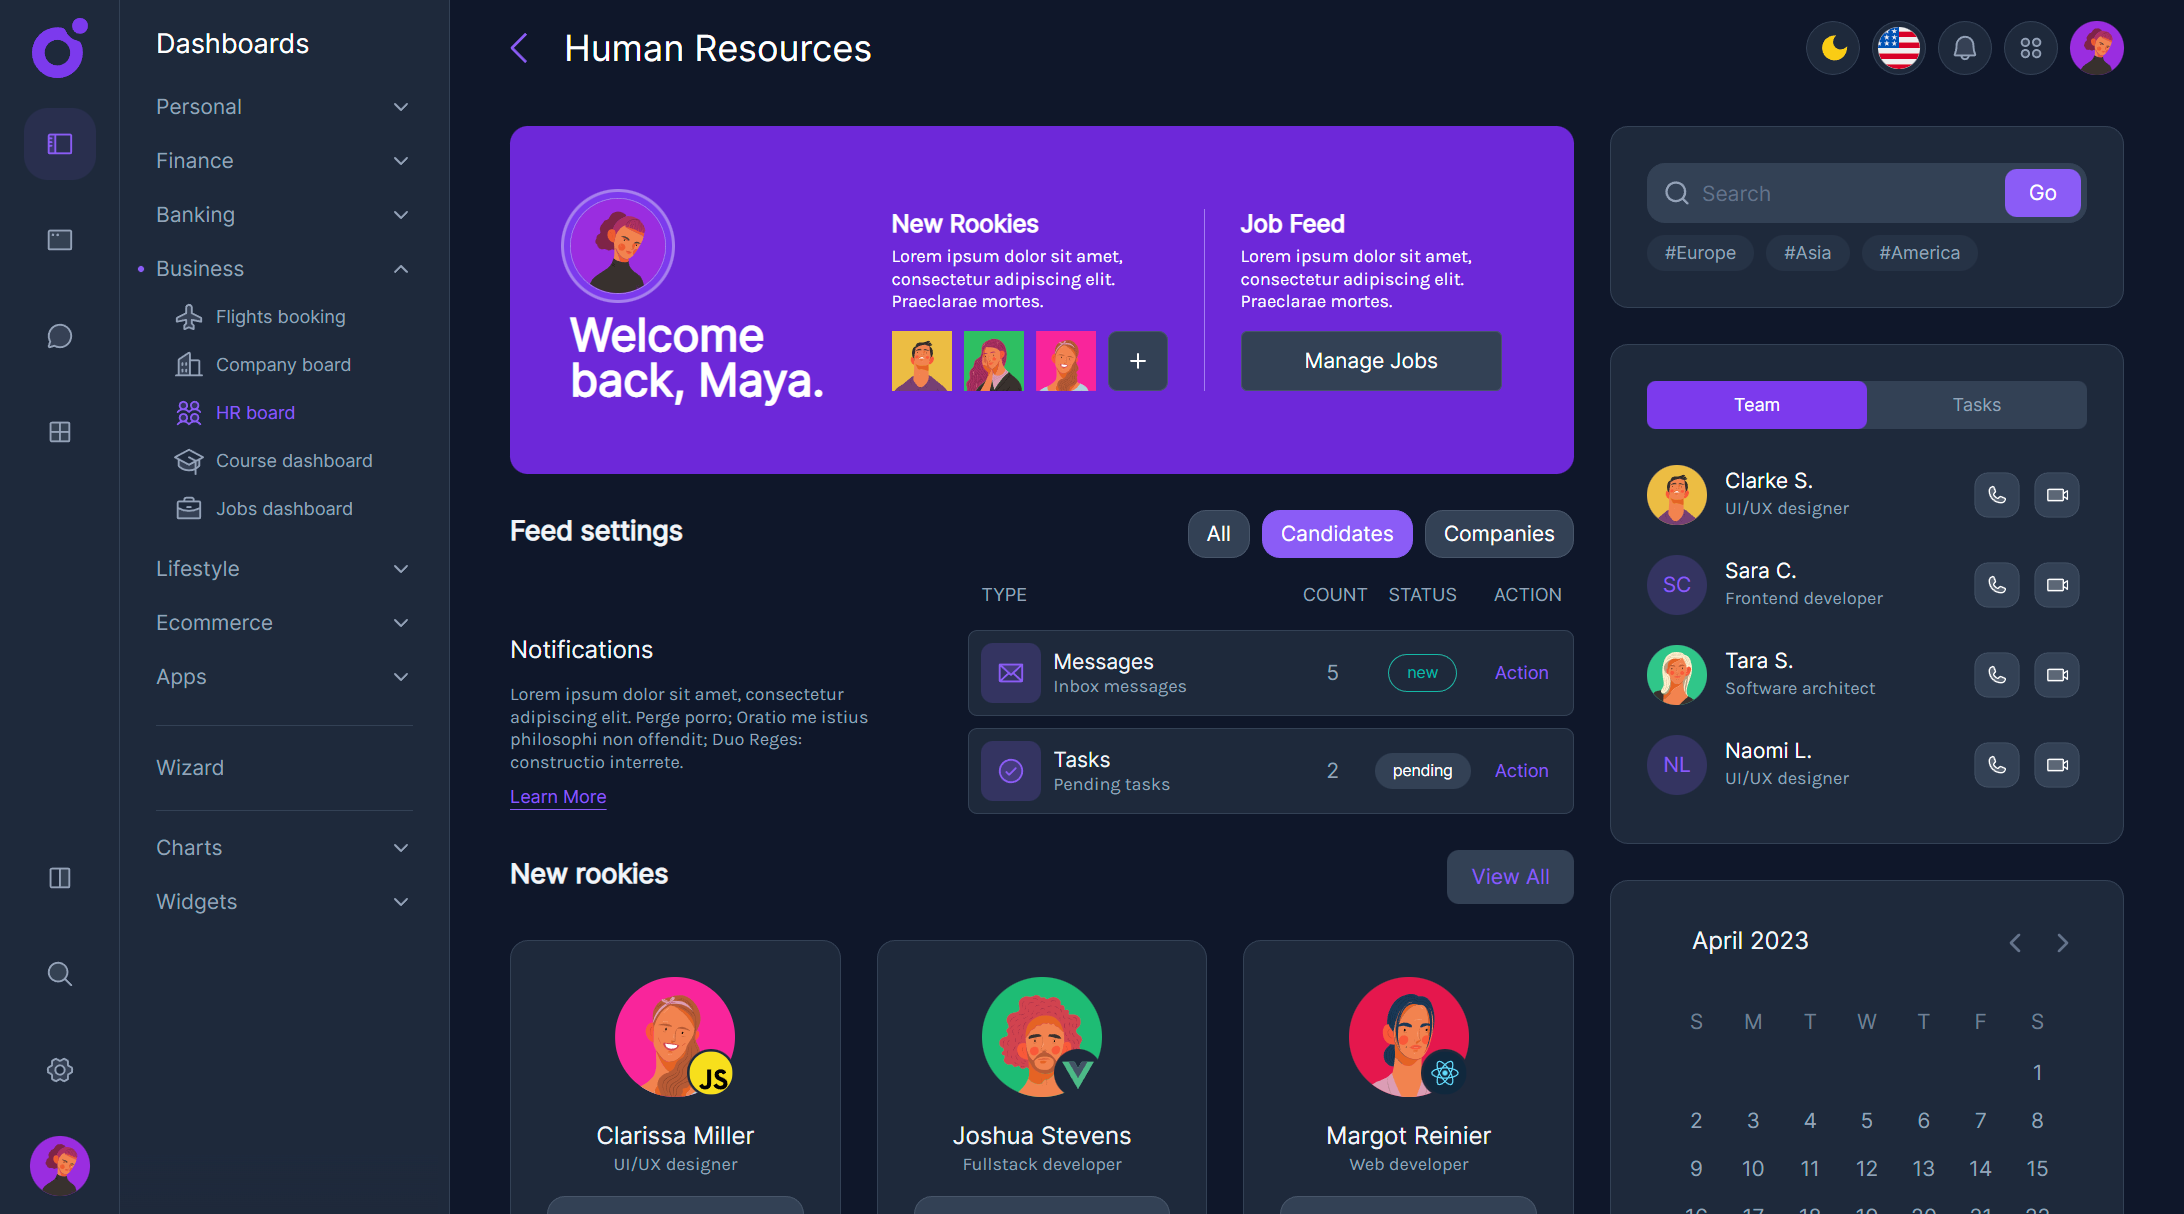 Dashboards
Personal
Finance
Banking
Business
Flights booking
Company board
HR board
Course dashboard
Jobs dashboard
Lifestyle
Ecommerce
Apps
Wizard
Charts
Widgets
Human Resources
Welcome
back, Maya.
New Rookies
Lorem ipsum dolor sit amet,
consectetur adipiscing elit.
Praeclarae mortes.
+
Job Feed
Lorem ipsum dolor sit amet,
consectetur adipiscing elit.
Praeclarae mortes.
Manage Jobs
Feed settings
All
Candidates
Companies
Notifications
Lorem ipsum dolor sit amet, consectetur
adipiscing elit. Perge porro; Oratio me istius
philosophi non offendit; Duo Reges:
constructio interrete.
Learn More
TYPE COUNT STATUS ACTION
Messages
Inbox messages
5 new Action
Tasks
Pending tasks
2 pending Action
New rookies
View All
JS
Clarissa Miller
UI/UX designer
Joshua Stevens
Fullstack developer
Margot Reinier
Web developer
Search
Go
#Europe #Asia #America
Team
Tasks
Clarke S.
UI/UX designer
SC
Sara C.
Frontend developer
Tara S.
Software architect
NL
Naomi L.
UI/UX designer
April 2023
S M T W T F S
1
2 3 4 5 6 7 8
9 10 11 12 13 14 15
16 17 18 19 20 21 22